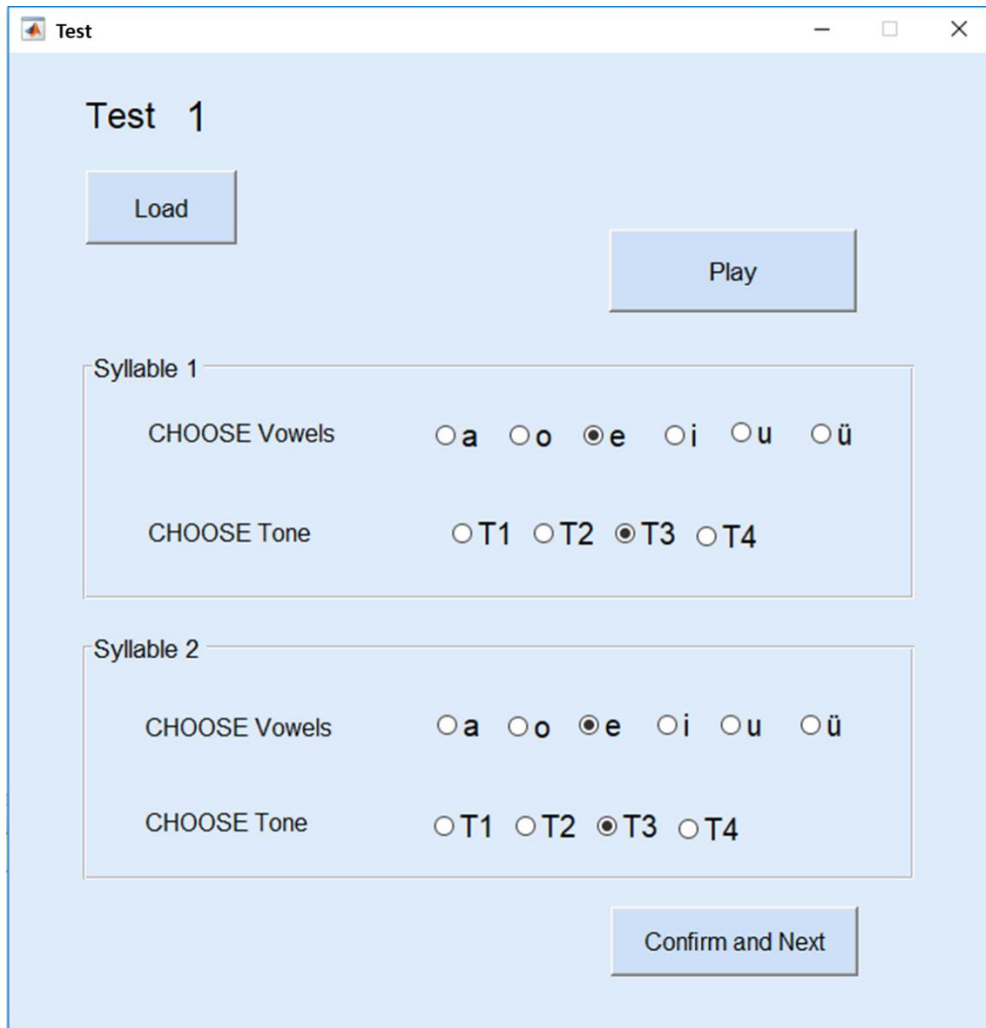 Test
Test 1
Load
Play
Syllable 1
CHOOSE Vowels a o e i u ü
CHOOSE Tone T1 T2 T3 T4
Syllable 2
CHOOSE Vowels a o e i u ü
CHOOSE Tone T1 T2 T3 T4
Confirm and Next